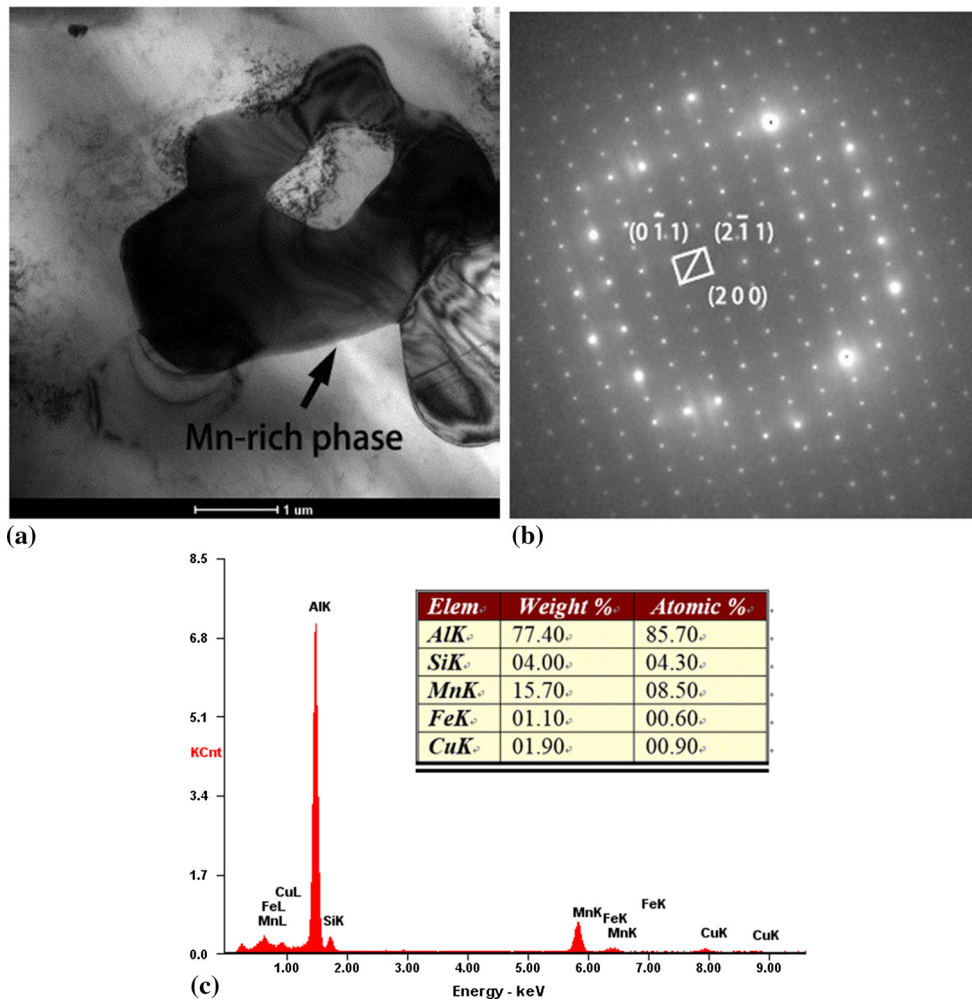 Mn-rich phase
1 um
(a)
(0 1̄ 1) (2 1̄ 1)
(2 0 0)
(b)
8.5
6.8
5.1
KCnt
3.4
1.7
0.0
AlK
CuL
FeL
MnL
SiK
MnK
FeK
MnK
FeK
CuK
CuK
1.00 2.00 3.00 4.00 5.00 6.00 7.00 8.00 9.00
Energy - keV
Elem Weight % Atomic %
AlK 77.40 85.70
SiK 04.00 04.30
MnK 15.70 08.50
FeK 01.10 00.60
CuK 01.90 00.90
(c)